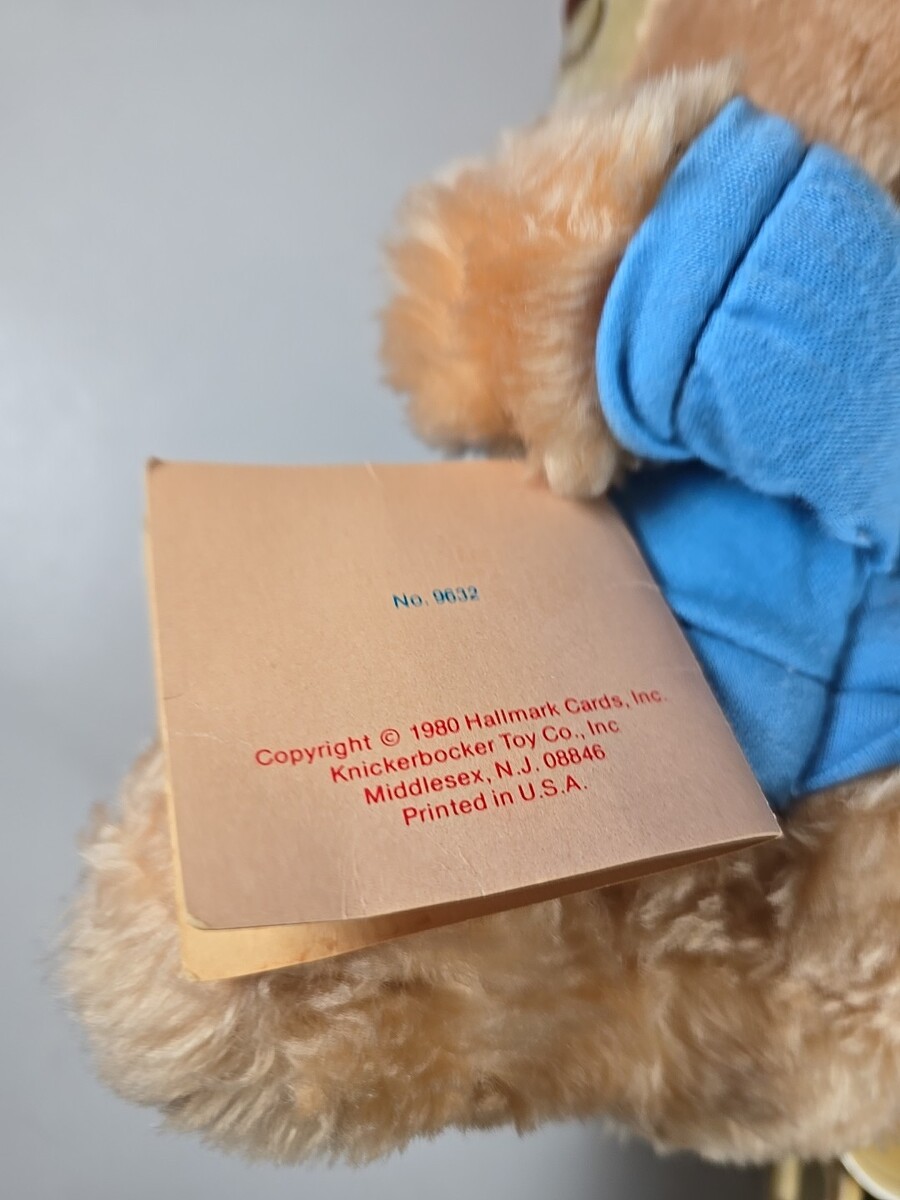 No. 9632
Copyright © 1980 Hallmark Cards, Inc.
Knickerbocker Toy Co., Inc
Middlesex, N.J. 08846
Printed in U.S.A.